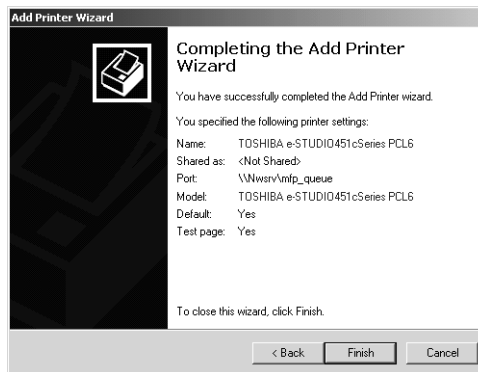 Add Printer Wizard
Completing the Add Printer
Wizard
You have successfully completed the Add Printer wizard.
You specified the following printer settings:
Name: TOSHIBA e-STUDIO451cSeries PCL6
Shared as: <Not Shared>
Port: \\Nwsrv\mfp_queue
Model: TOSHIBA e-STUDIO451cSeries PCL6
Default: Yes
Test page: Yes
To close this wizard, click Finish.
< Back Finish Cancel